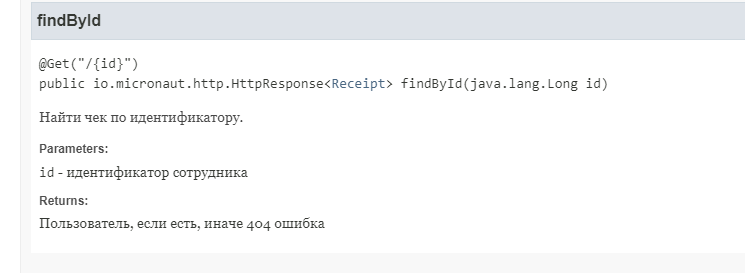 findById
@Get("/{id}")
public io.micronaut.http.HttpResponse<Receipt> findById(java.lang.Long id)
Найти чек по идентификатору.
Parameters:
id - идентификатор сотрудника
Returns:
Пользователь, если есть, иначе 404 ошибка